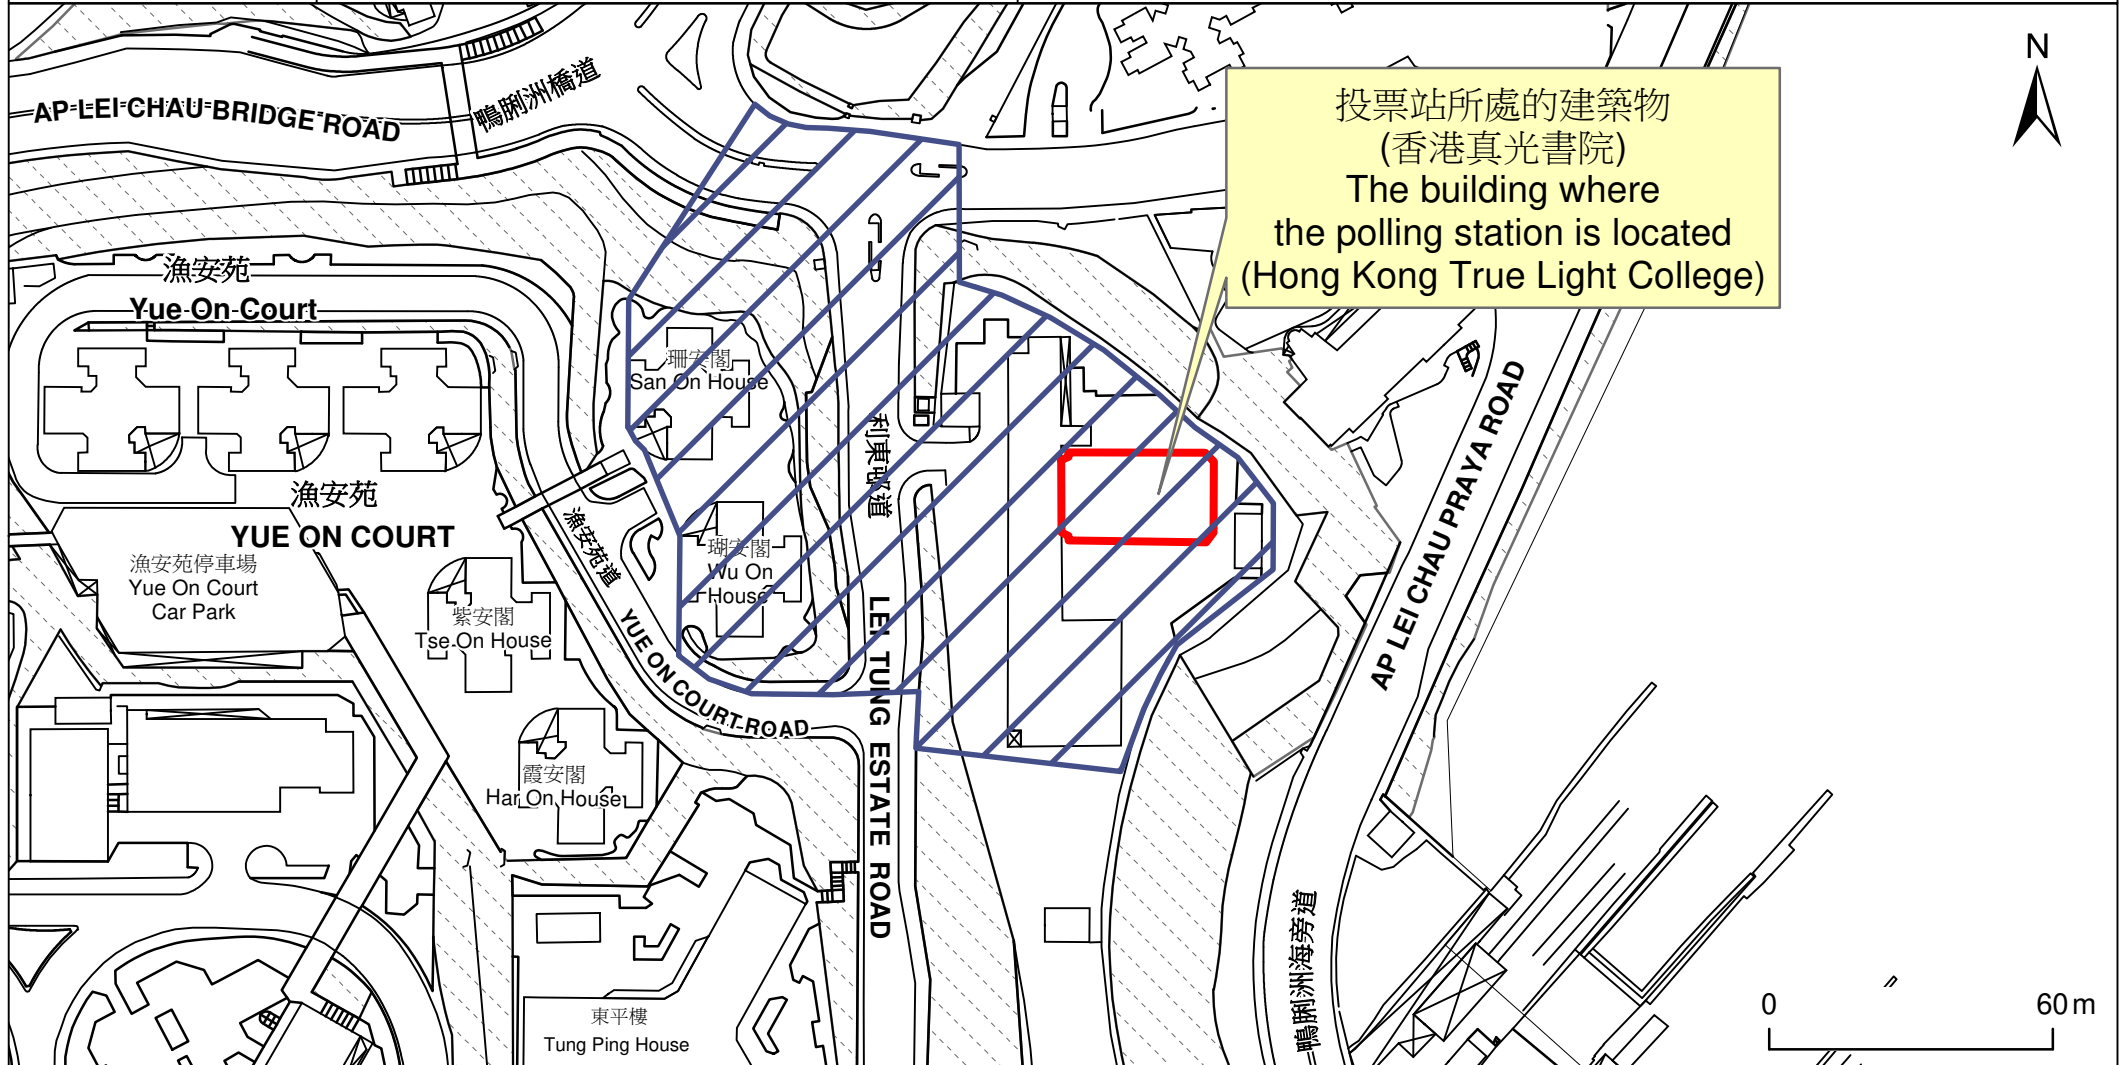 鴨脷洲橋道
AP LEI CHAU BRIDGE ROAD
N
投票站所處的建築物
(香港真光書院)
The building where
the polling station is located
(Hong Kong True Light College)
漁安苑
Yue On Court
珊安閣
San On House
利東邨道
漁安苑
YUE ON COURT
漁安苑停車場
Yue On Court
Car Park
漁安苑道
瑚安閣
Wu On
House
紫安閣
Tse On House
YUE ON COURT ROAD
LEI TUNG ESTATE ROAD
AP LEI CHAU PRAYA ROAD
霞安閣
Har On House
鴨脷洲海旁道
東平樓
Tung Ping House
0
60 m